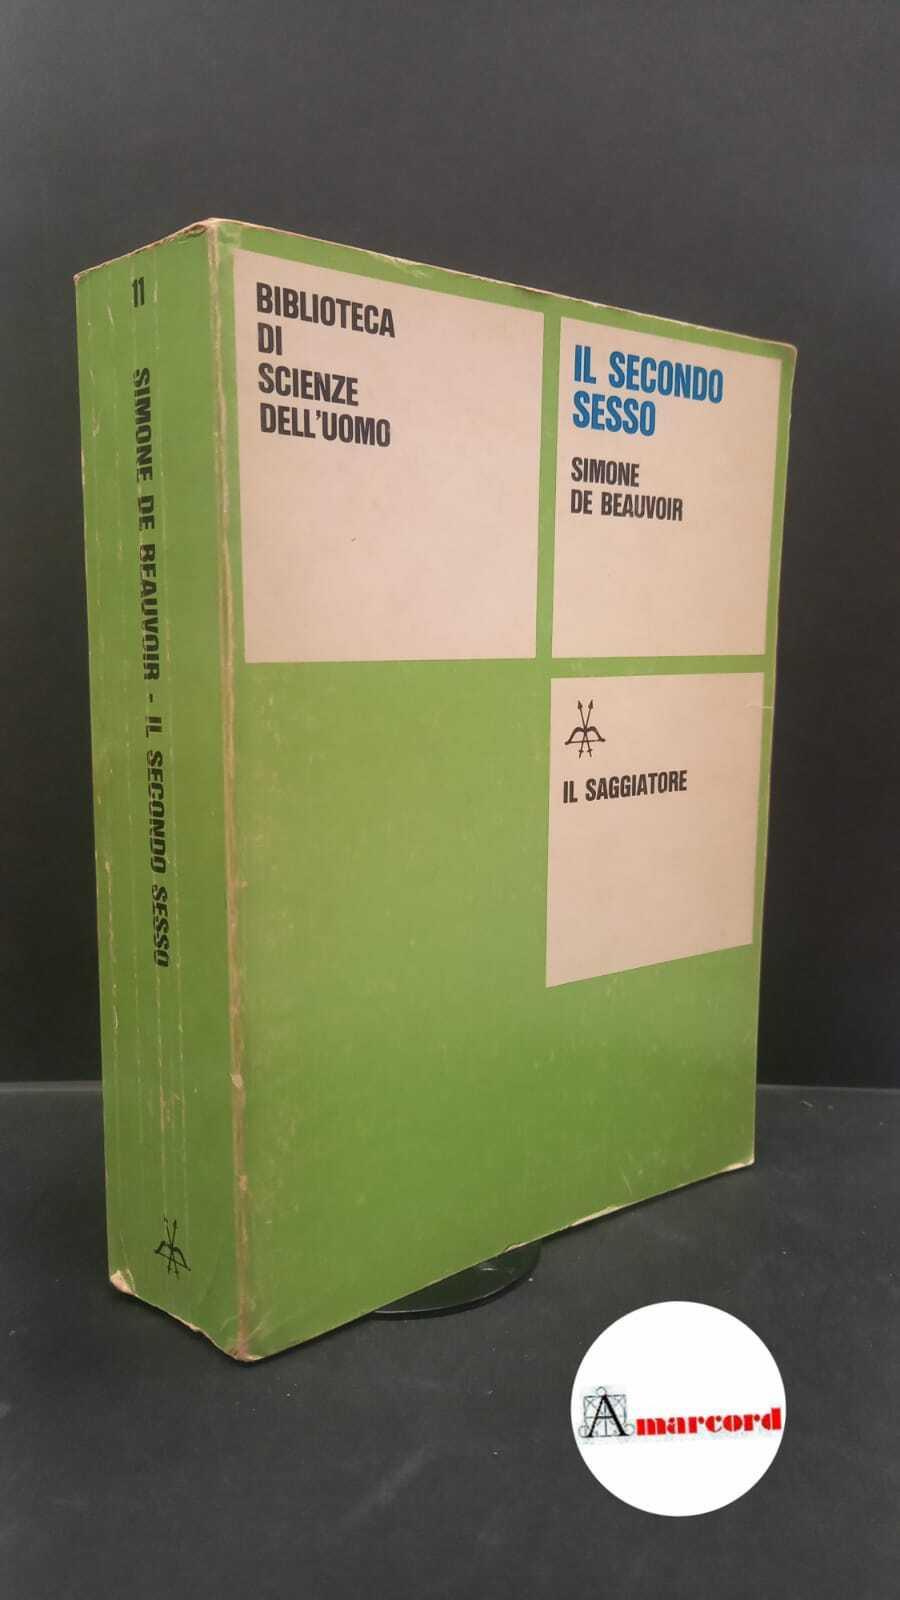 11
SIMONE DE BEAUVOIR - IL SECONDO SESSO
BIBLIOTECA
DI
SCIENZE
DELL'UOMO
IL SECONDO
SESSO
SIMONE
DE BEAUVOIR
IL SAGGIATORE
Amarcord